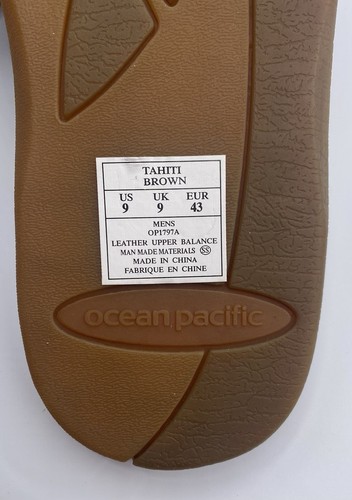 TAHITI
BROWN
US UK EUR
9 9 43
MENS
OP1797A
LEATHER UPPER BALANCE
MAN MADE MATERIALS SS
MADE IN CHINA
FABRIQUE EN CHINE
ocean pacific